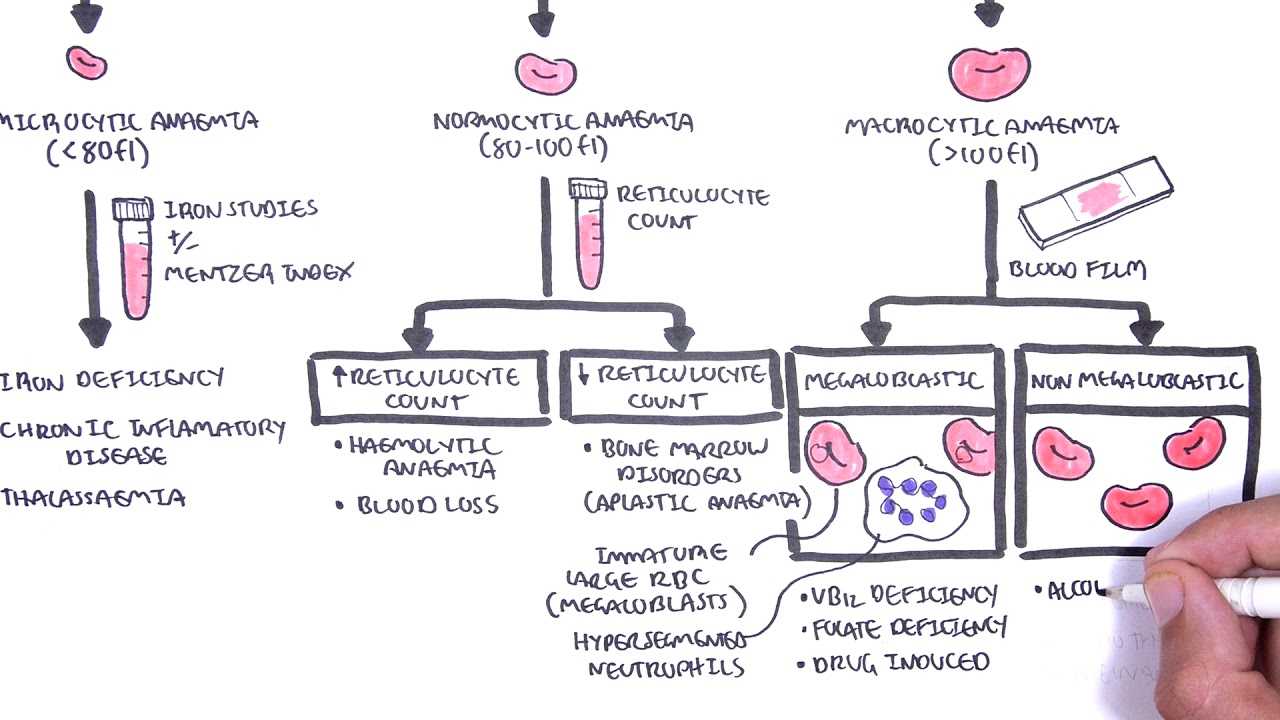 MICROCYTIC ANAEMIA
(<80fl)
IRON STUDIES
+/-
MENTZER INDEX
IRON DEFICIENCY
CHRONIC INFLAMATORY
DISEASE
THALASSAEMIA
NORMOCYTIC ANAEMIA
(80-100fl)
RETICULOCYTE
COUNT
↑ RETICULOCYTE
COUNT
• HAEMOLYTIC
ANAEMIA
• BLOOD LOSS
↓ RETICULOCYTE
COUNT
• BONE MARROW
DISORDERS
(APLASTIC ANAEMIA)
MACROCYTIC ANAEMIA
(>100fl)
BLOOD FILM
MEGALOBLASTIC
IMMATURE
LARGE RBC
(MEGALOBLASTS)
HYPERSEGMENTED
NEUTROPHILS
• VB12 DEFICIENCY
• FOLATE DEFICIENCY
• DRUG INDUCED
NON MEGALOBLASTIC
• ALCOL